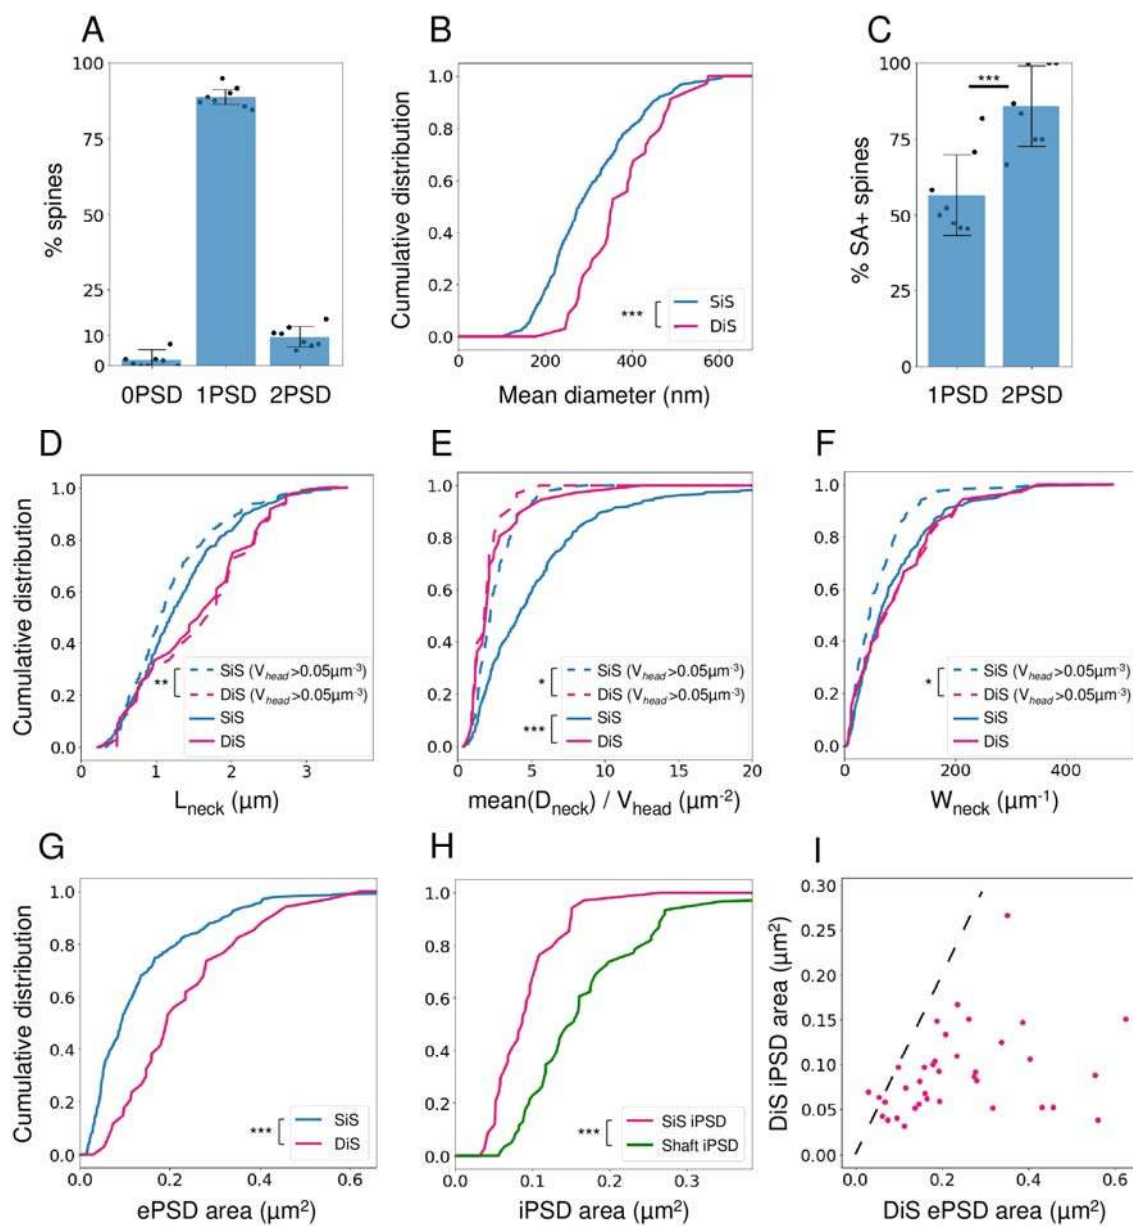 A
100
75
50
25
10
0
% spines
0PSD 1PSD 2PSD
B
1.0
0.8
0.6
0.4
0.2
0.0
Cumulative distribution
***
SiS
DiS
0 200 400 600
Mean diameter (nm)
C
100
75
50
25
0
% SA+ spines
***
1PSD 2PSD
D
1.0
0.8
0.6
0.4
0.2
0.0
Cumulative distribution
**
SiS (Vhead>0.05µm-3)
DiS (Vhead>0.05µm-3)
SiS
DiS
0 1 2 3
Lneck (µm)
E
1.0
0.8
0.6
0.4
0.2
0.0
*
SiS (Vhead>0.05µm-3)
DiS (Vhead>0.05µm-3)
***
SiS
DiS
0 5 10 15 20
mean(Dneck) / Vhead (µm-2)
F
1.0
0.8
0.6
0.4
0.2
0.0
*
SiS (Vhead>0.05µm-3)
DiS (Vhead>0.05µm-3)
SiS
DiS
0 200 400
Wneck (µm-1)
G
1.0
0.8
0.6
0.4
0.2
0.0
Cumulative distribution
***
SiS
DiS
0.0 0.2 0.4 0.6
ePSD area (µm2)
H
1.0
0.8
0.6
0.4
0.2
0.0
***
SiS iPSD
Shaft iPSD
0.0 0.1 0.2 0.3
iPSD area (µm2)
I
0.30
0.25
0.20
0.15
0.10
0.05
0.00
DiS iPSD area (µm2)
0.0 0.2 0.4 0.6
DiS ePSD area (µm2)